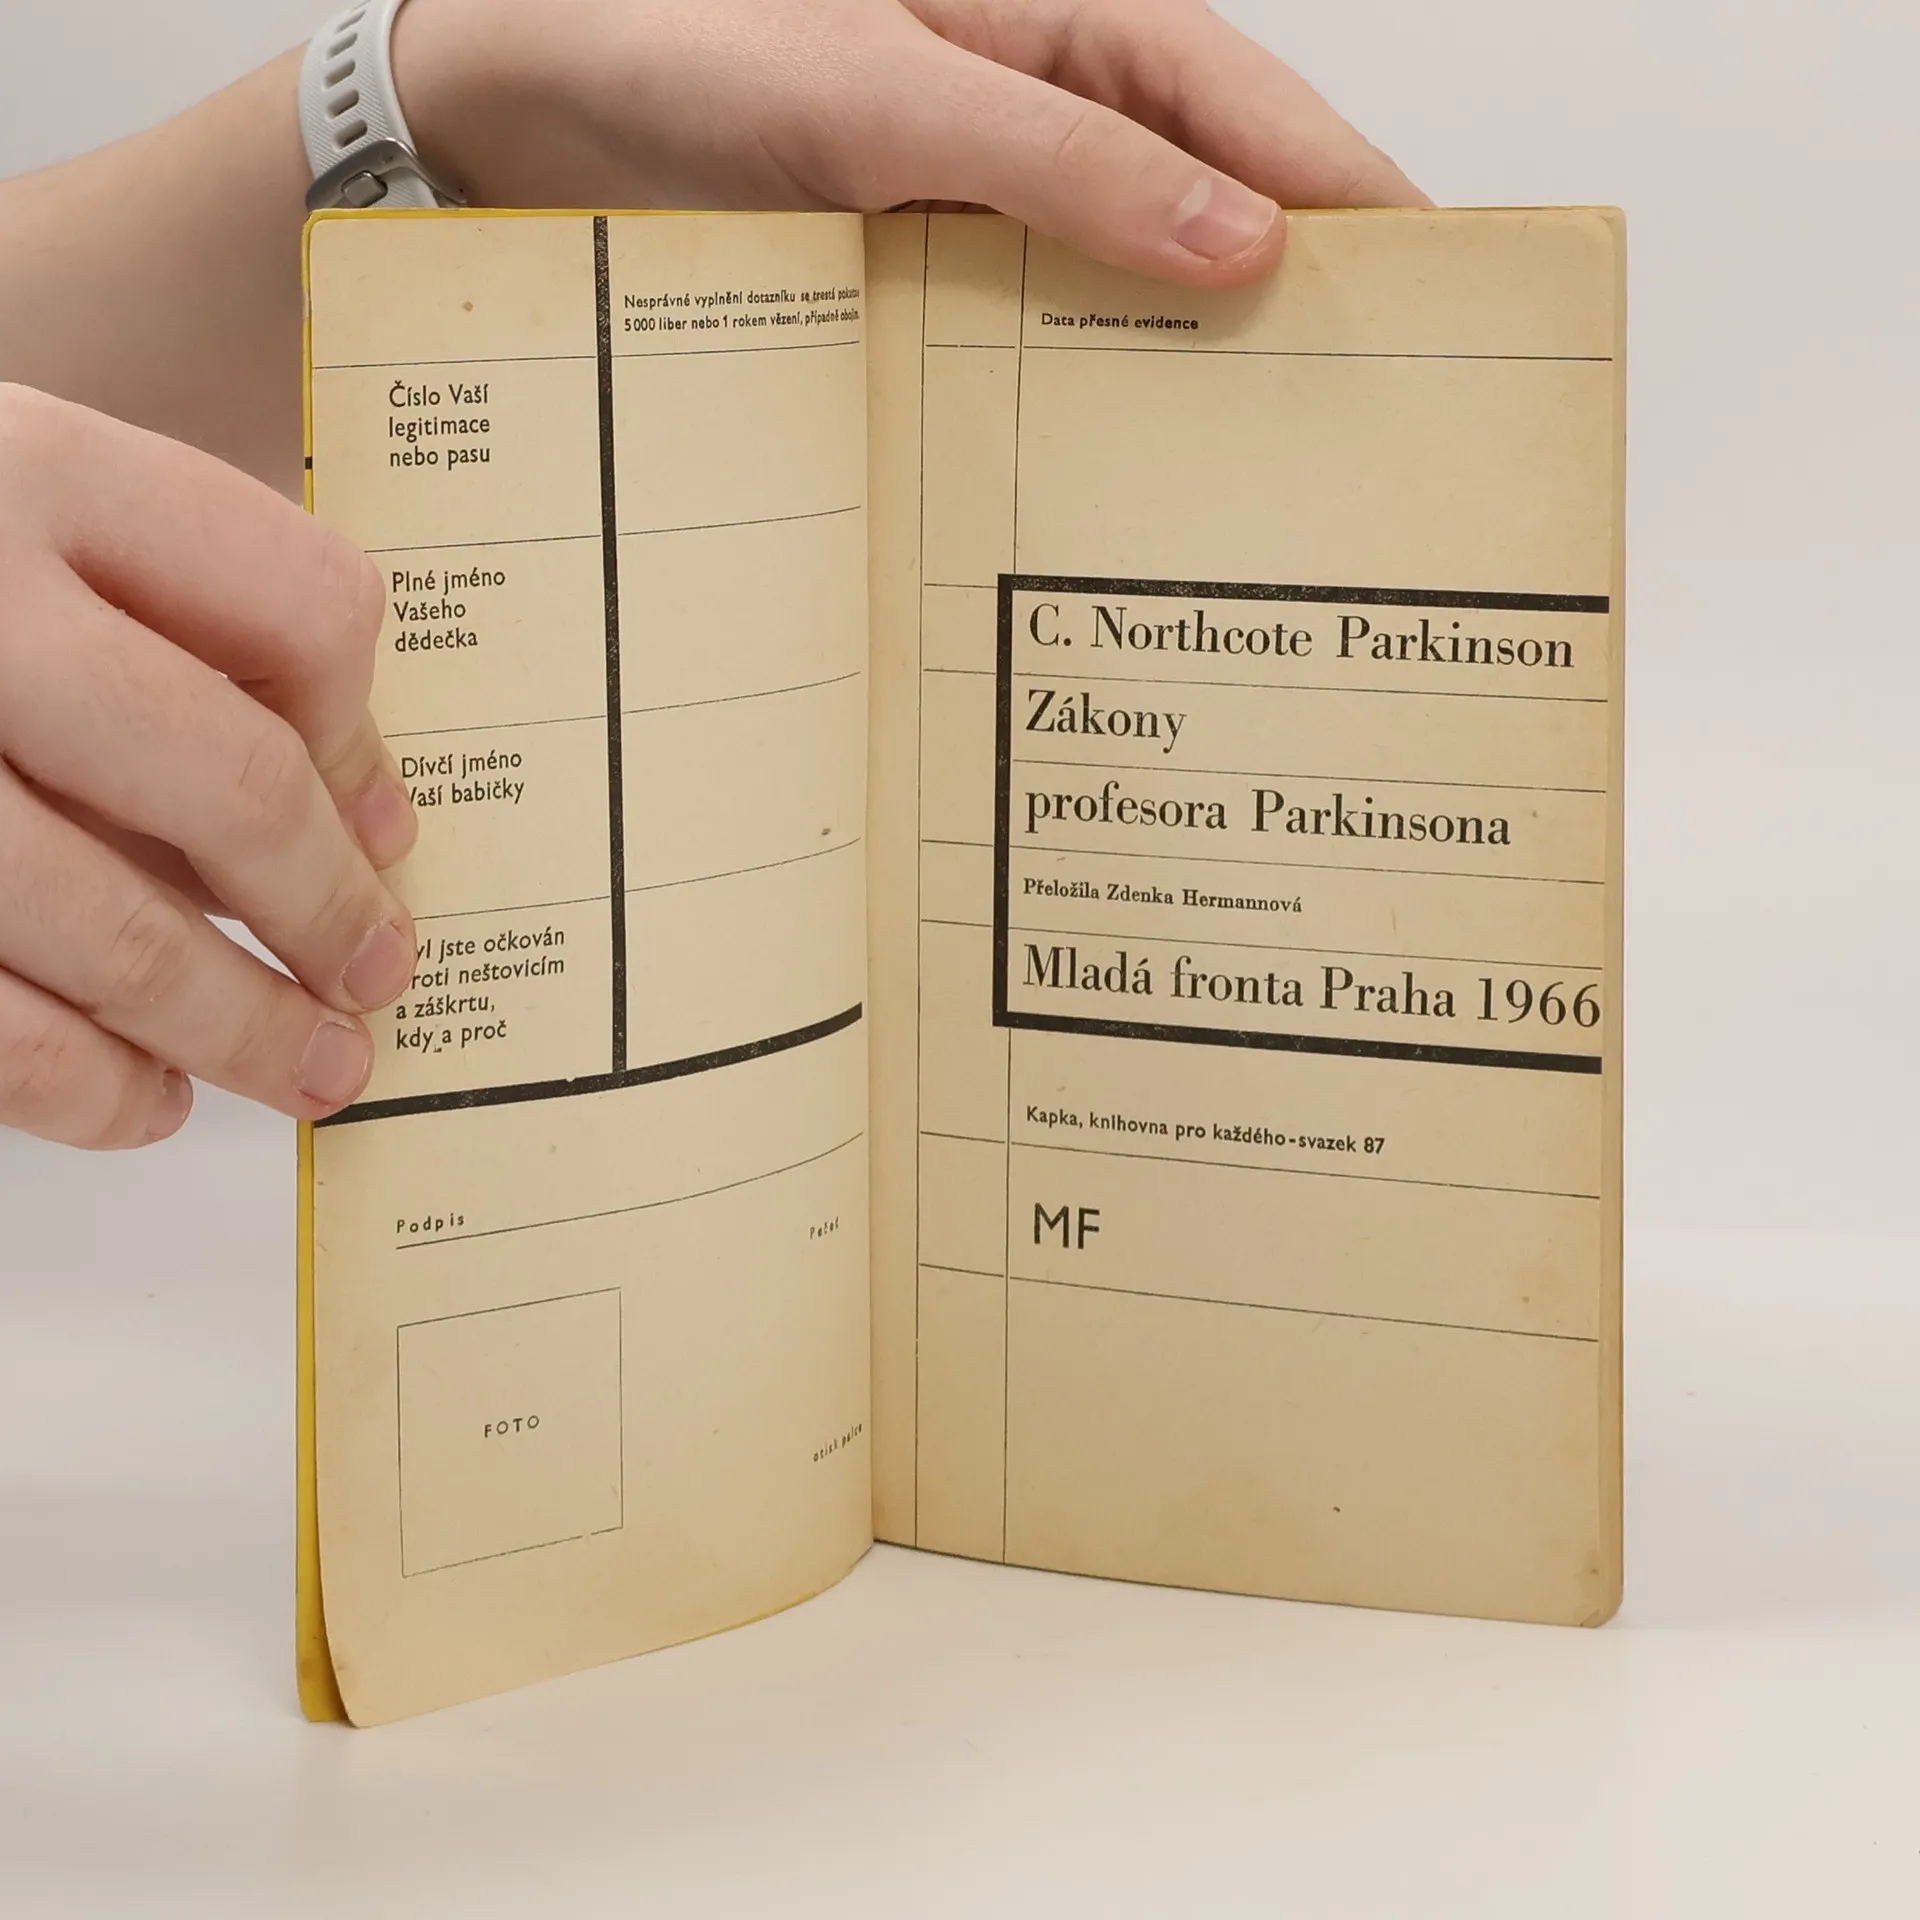 Nesprávné vyplnění dotazníku se trestá pokutou
5000 liber nebo 1 rokem vězení, případně obojím.
Číslo Vaší
legitimace
nebo pasu
Plné jméno
Vašeho
dědečka
Dívčí jméno
Vaší babičky
yl jste očkován
roti neštovicím
a záškrtu,
kdy a proč
Podpis
Pečeť
FOTO
otisk palce
Data přesné evidence
C. Northcote Parkinson
Zákony
profesora Parkinsona
Přeložila Zdenka Hermannová
Mladá fronta Praha 1966
Kapka, knihovna pro každého-svazek 87
MF